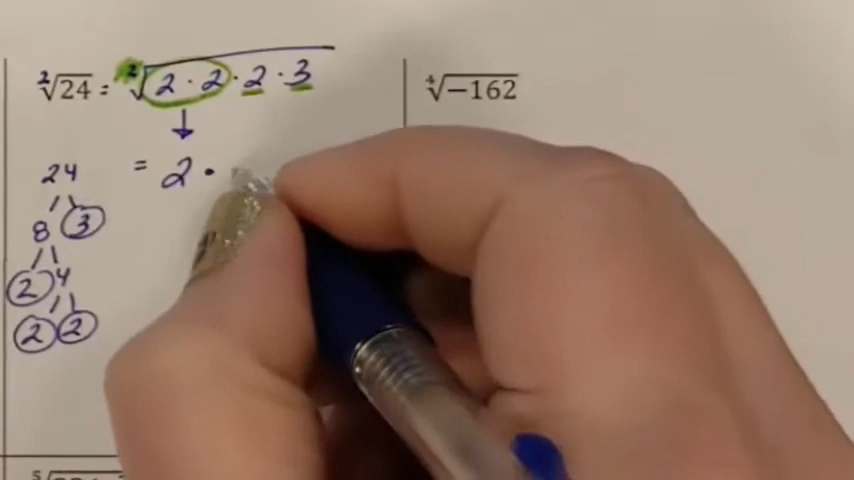 ²√24 = ²√2 · 2 · 2 · 3
= 2 ·
24
8 3
2 4
2 2
⁴√-162